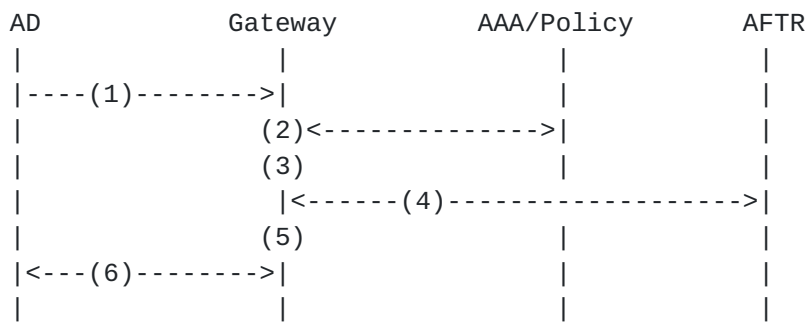 AD             Gateway         AAA/Policy       AFTR
|                |                 |            |
|----(1)-------->|                 |            |
|               (2)<-------------->|            |
|               (3)                |            |
|                |<------(4)------------------->|
|               (5)                |            |
|<---(6)-------->|                 |            |
|                |                 |            |